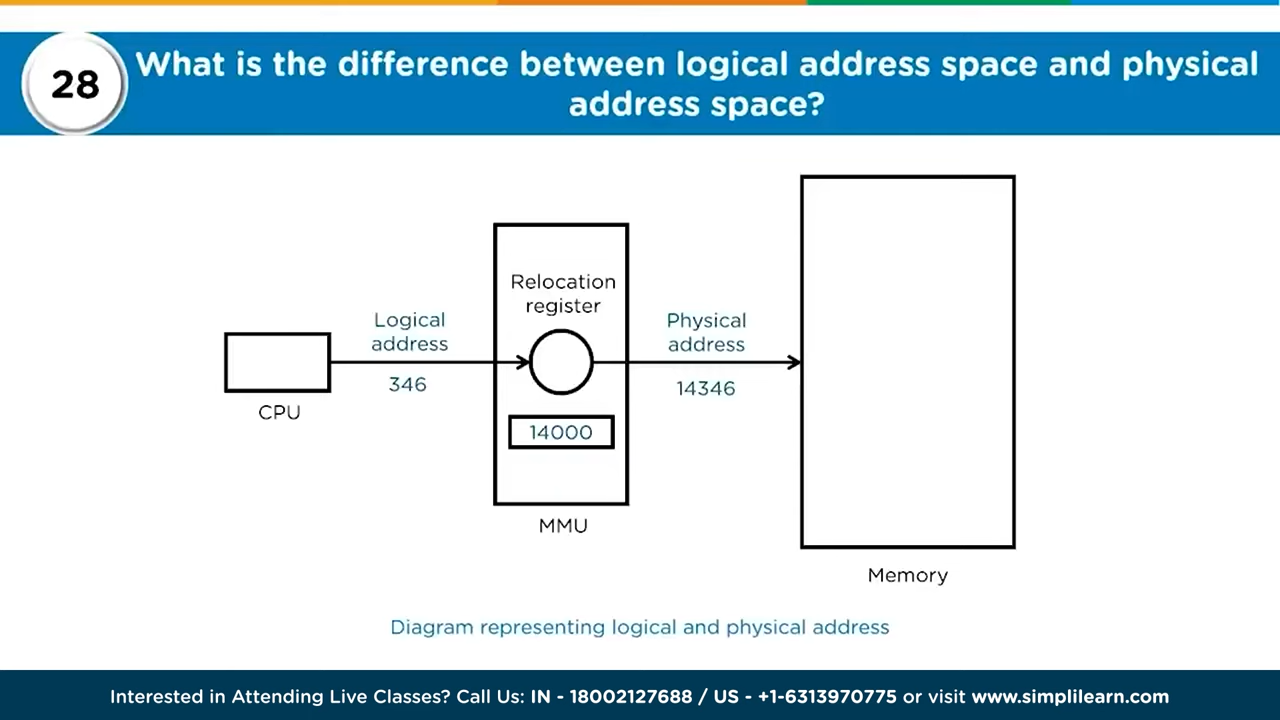 28
What is the difference between logical address space and physical
address space?
Relocation
register
Logical
address
346
Physical
address
14346
CPU
14000
MMU
Memory
Diagram representing logical and physical address
Interested in Attending Live Classes? Call Us: IN - 18002127688 / US - +1-6313970775 or visit www.simplilearn.com